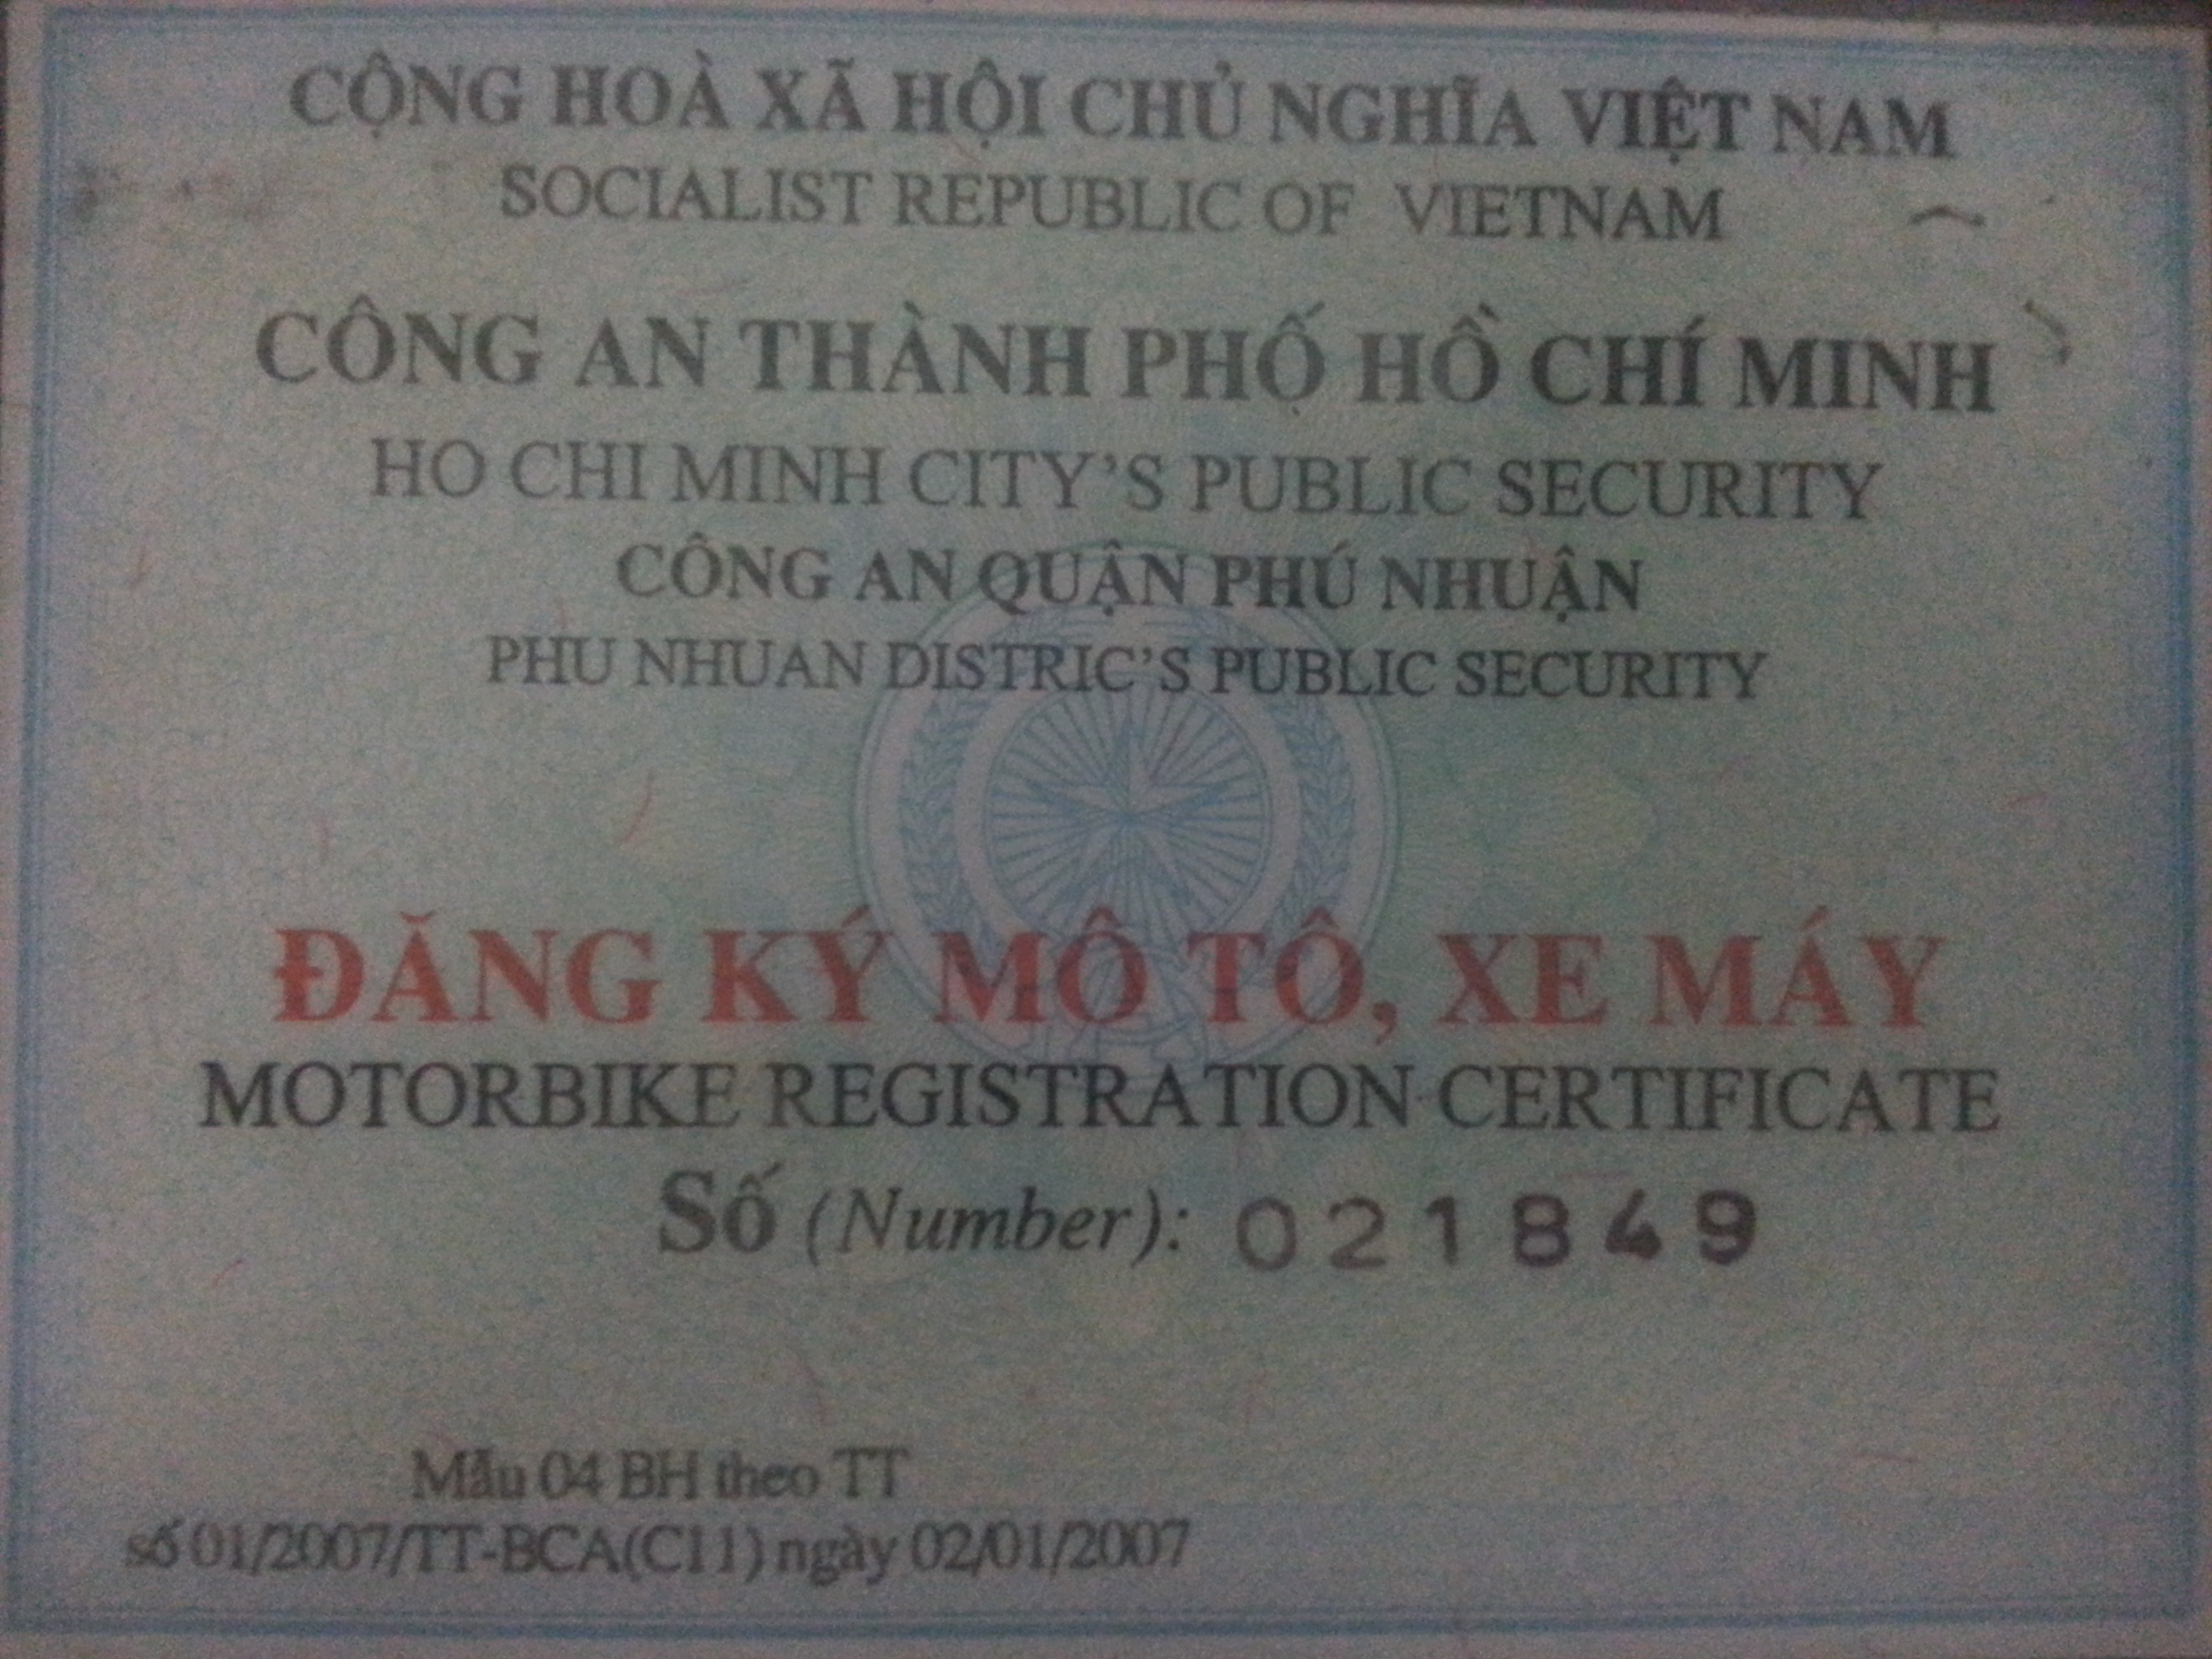 CỘNG HOÀ XÃ HỘI CHỦ NGHĨA VIỆT NAM
SOCIALIST REPUBLIC OF VIETNAM
CÔNG AN THÀNH PHỐ HỒ CHÍ MINH
HO CHI MINH CITY'S PUBLIC SECURITY
CÔNG AN QUẬN PHÚ NHUẬN
PHU NHUAN DISTRIC'S PUBLIC SECURITY
ĐĂNG KÝ MÔ TÔ, XE MÁY
MOTORBIKE REGISTRATION CERTIFICATE
Số (Number): 021849
Mẫu 04 BH theo TT
số 01/2007/TT-BCA(C11) ngày 02/01/2007